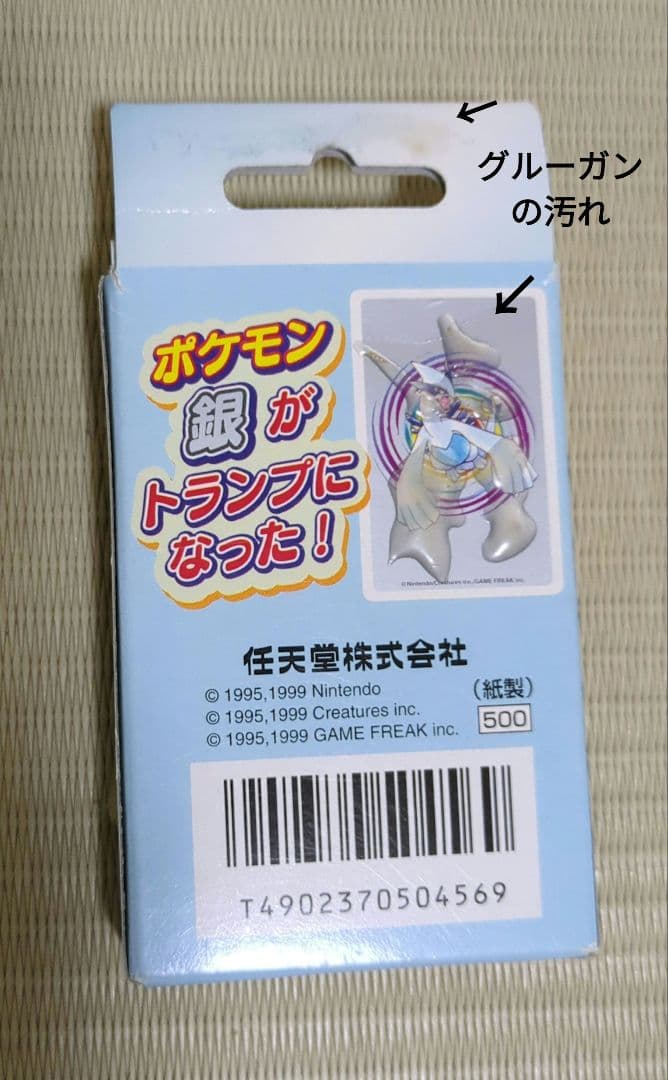 グルーガン
の汚れ
ポケモン
銀が
トランプに
なった!
©Nintendo/Creatures inc./GAME FREAK inc.
任天堂株式会社
© 1995,1999 Nintendo
© 1995,1999 Creatures inc.
© 1995,1999 GAME FREAK inc.
(紙製)
500
T4902370504569